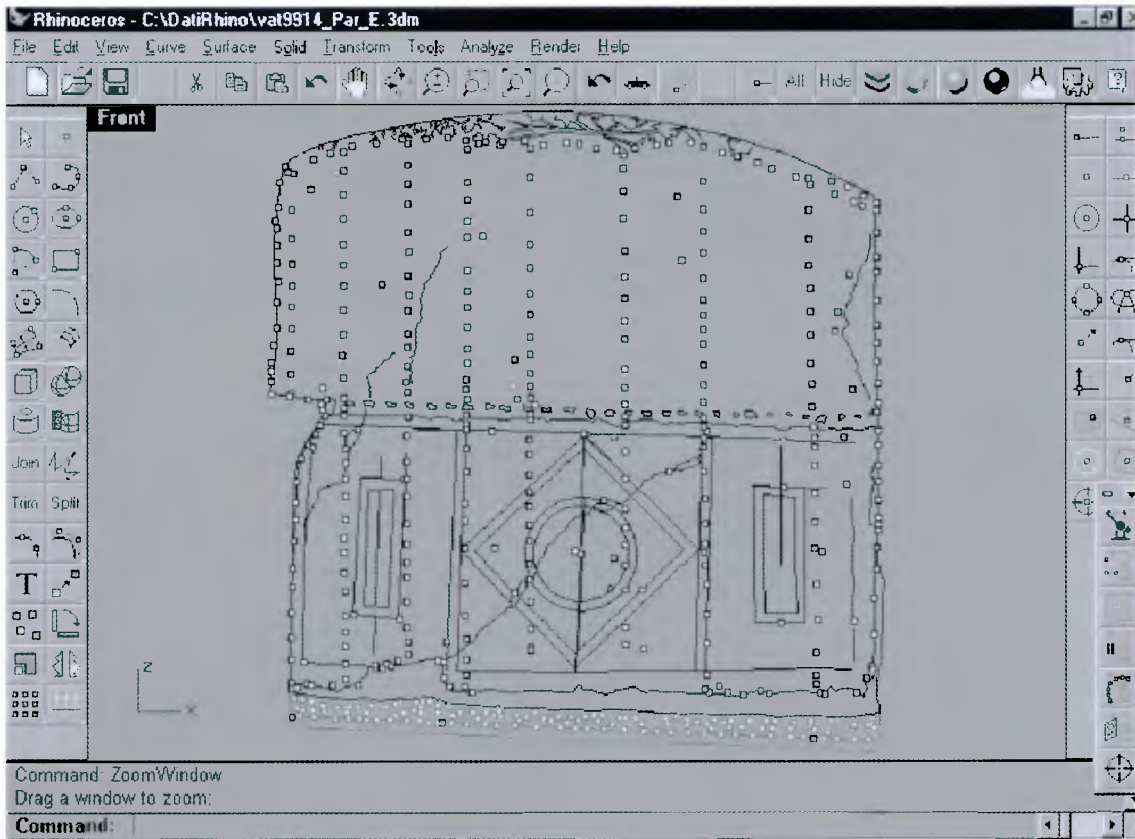 Rhinoceros - C:\DatiRhino\vat9914_Par_E.3dm
File Edit View Curve Surface Solid Transform Tools Analyze Render Help
All Hide
Front
Join
Trim Split
T
z
x
Command: ZoomWindow
Drag a window to zoom:
Command: